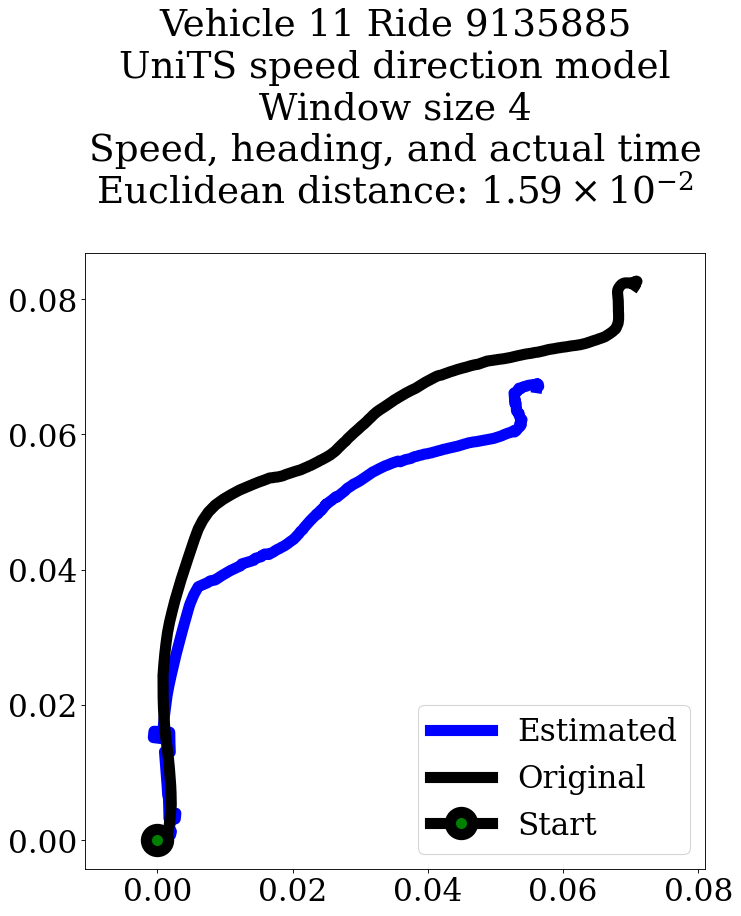 Vehicle 11 Ride 9135885
UniTS speed direction model
Window size 4
Speed, heading, and actual time
Euclidean distance: 1.59 × 10⁻²
0.08
0.06
0.04
0.02
0.00
Estimated
Original
Start
0.00 0.02 0.04 0.06 0.08